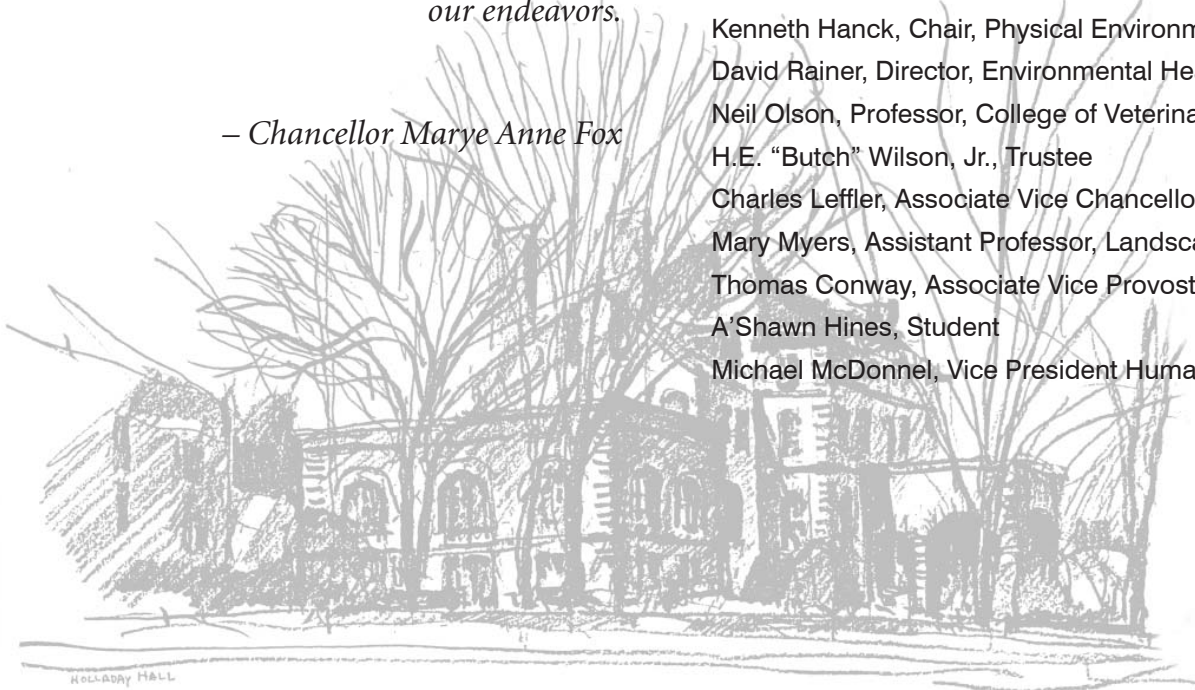 our endeavors.
– Chancellor Marye Anne Fox
Kenneth Hanck, Chair, Physical Environm
David Rainer, Director, Environmental He
Neil Olson, Professor, College of Veterina
H.E. “Butch” Wilson, Jr., Trustee
Charles Leffler, Associate Vice Chancello
Mary Myers, Assistant Professor, Landsca
Thomas Conway, Associate Vice Provost
A’Shawn Hines, Student
Michael McDonnel, Vice President Huma
HOLLADAY HALL